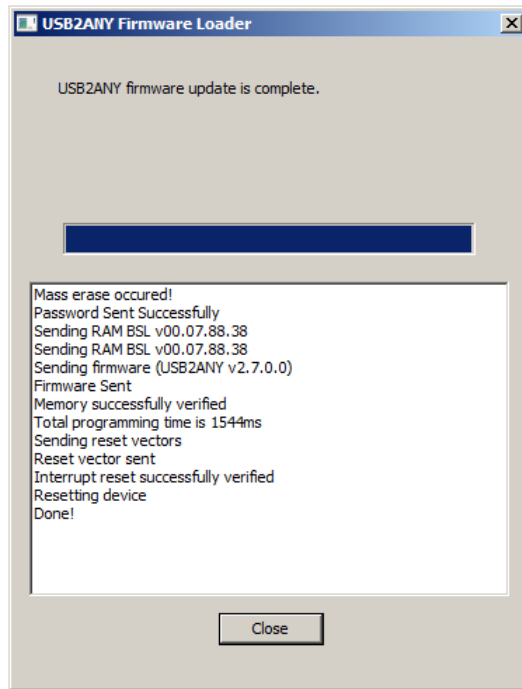 USB2ANY Firmware Loader
USB2ANY firmware update is complete.
Mass erase occured!
Password Sent Successfully
Sending RAM BSL v00.07.88.38
Sending RAM BSL v00.07.88.38
Sending firmware (USB2ANY v2.7.0.0)
Firmware Sent
Memory successfully verified
Total programming time is 1544ms
Sending reset vectors
Reset vector sent
Interrupt reset successfully verified
Resetting device
Done!
Close